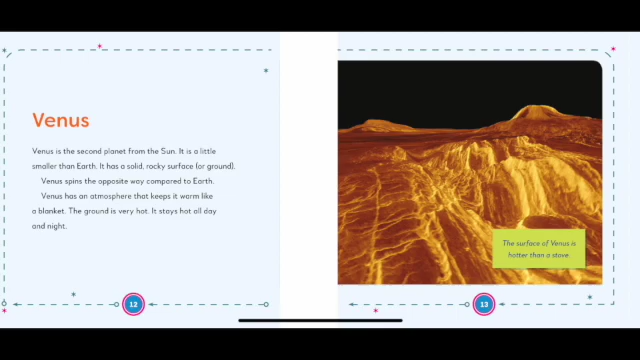 Venus
Venus is the second planet from the Sun. It is a little
smaller than Earth. It has a solid, rocky surface (or ground).
Venus spins the opposite way compared to Earth.
Venus has an atmosphere that keeps it warm like
a blanket. The ground is very hot. It stays hot all day
and night.
12
The surface of Venus is
hotter than a stove
13